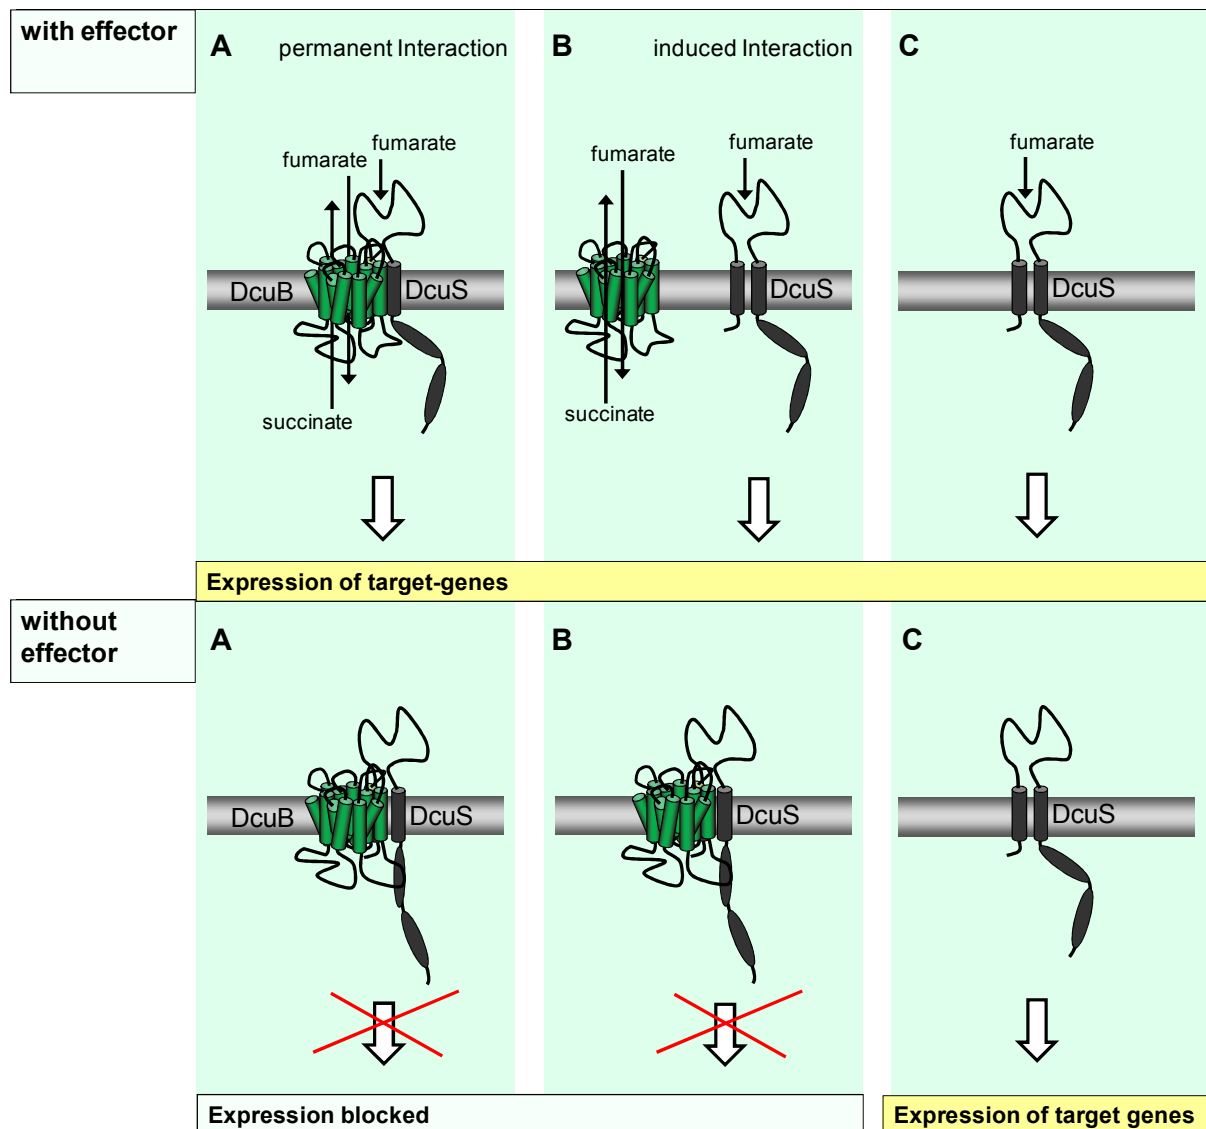 with effector
A
permanent Interaction
B
induced Interaction
C
fumarate
fumarate
fumarate
fumarate
fumarate
DcuB
DcuS
DcuS
DcuS
succinate
succinate
Expression of target-genes
without
effector
A
B
C
DcuB
DcuS
DcuS
DcuS
Expression blocked
Expression of target genes